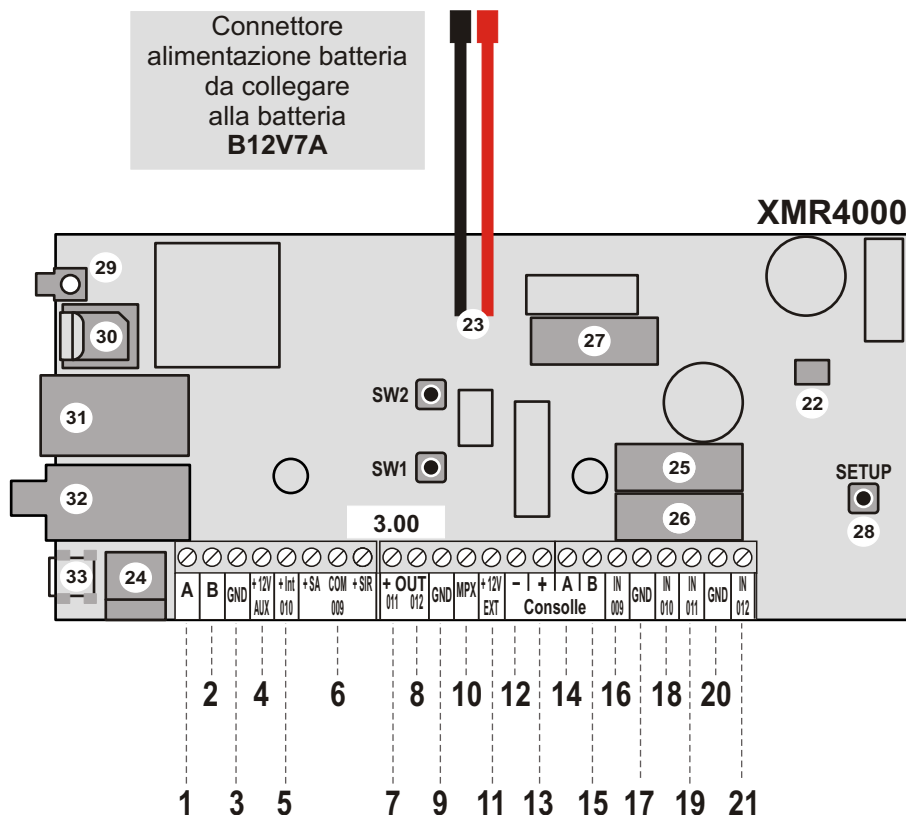 Connettore
alimentazione batteria
da collegare
alla batteria
B12V7A
XMR4000
29
30
23
27
31
SW2
22
25
SW1
SETUP
32
26
28
3.00
33
24
A B GND +12V AUX +Int 010 +SA COM 009 +SIR + OUT 011 012 GND MPX +12V EXT − + Consolle A B IN 009 GND IN 010 IN 011 GND IN 012
2 4 6 8 10 12 14 16 18 20
1 3 5 7 9 11 13 15 17 19 21